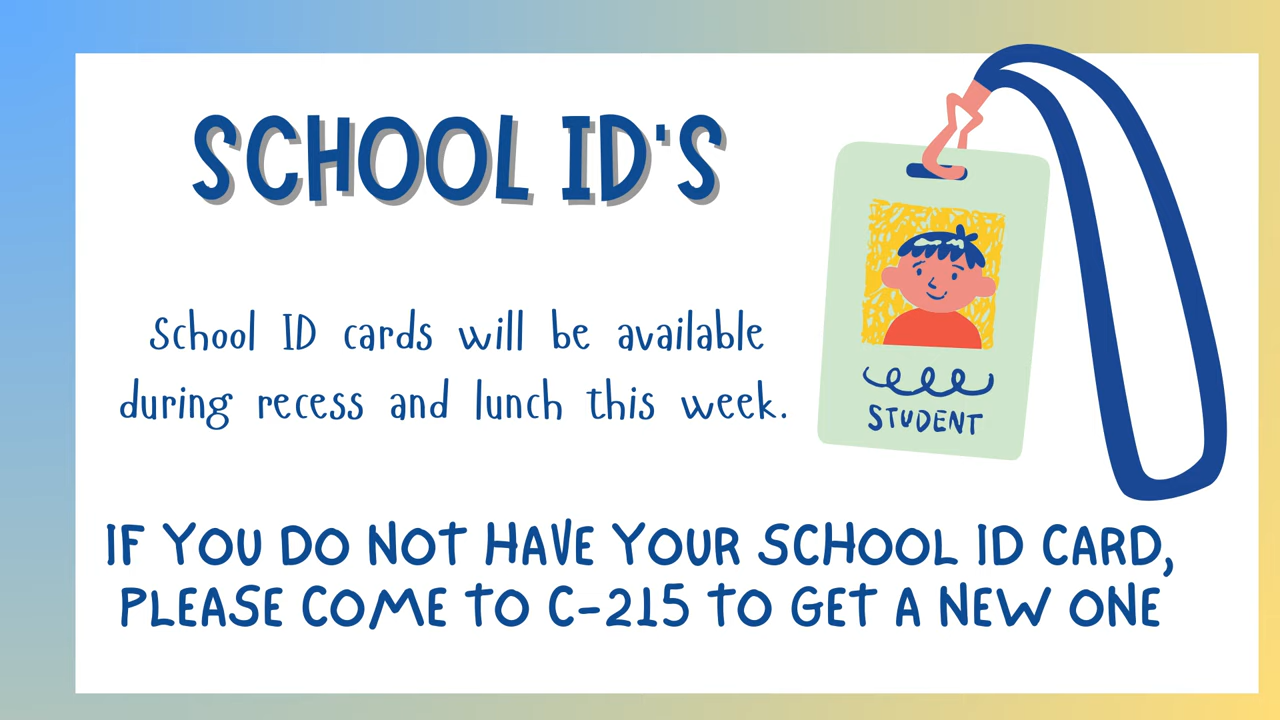 SCHOOL ID'S
School ID cards will be available
during recess and lunch this week.
STUDENT
IF YOU DO NOT HAVE YOUR SCHOOL ID CARD,
PLEASE COME TO C-215 TO GET A NEW ONE